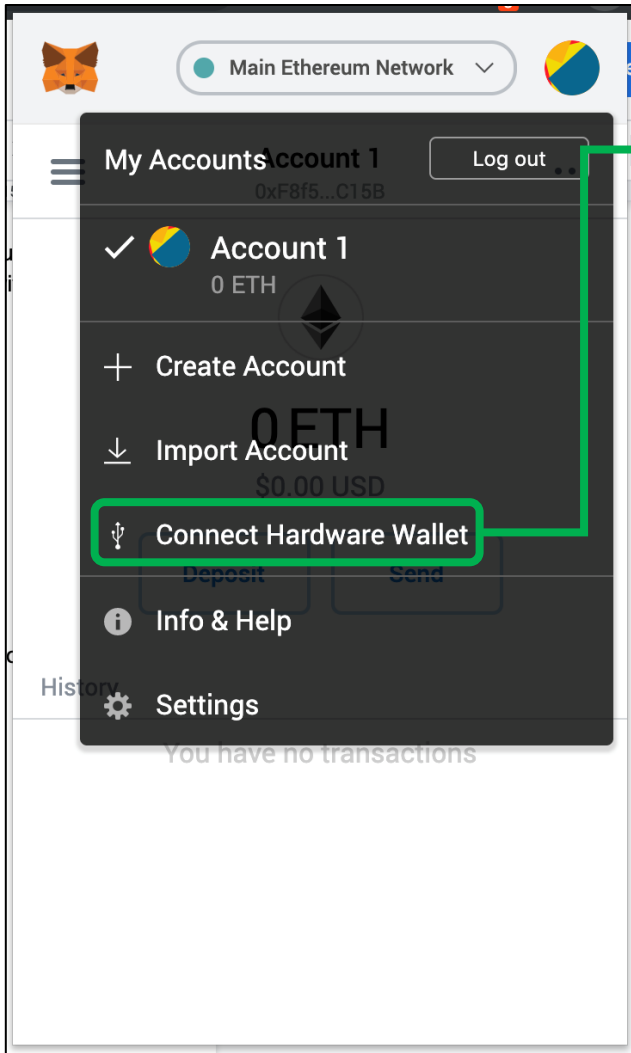 Main Ethereum Network
My Accounts
Account 1
Log out
0xF8f5...C15B
Account 1
0 ETH
Create Account
0 ETH
Import Account
$0.00 USD
Connect Hardware Wallet
Deposit
Send
Info & Help
History
Settings
You have no transactions